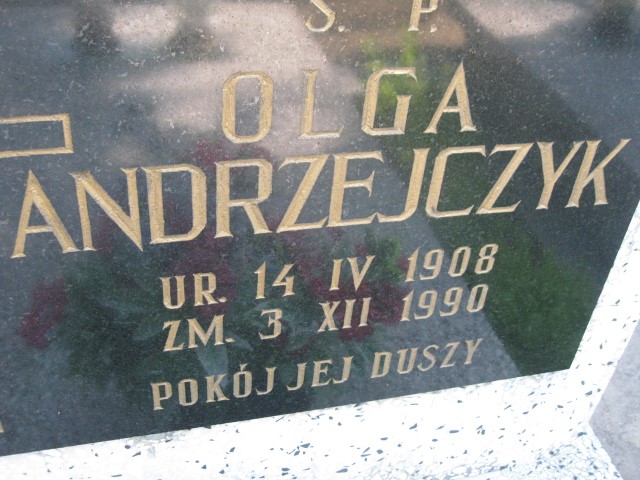 Ś. P.
OLGA
ANDRZEJCZYK
UR. 14 IV 1908
ZM. 3 XII 1990
POKÓJ JEJ DUSZY